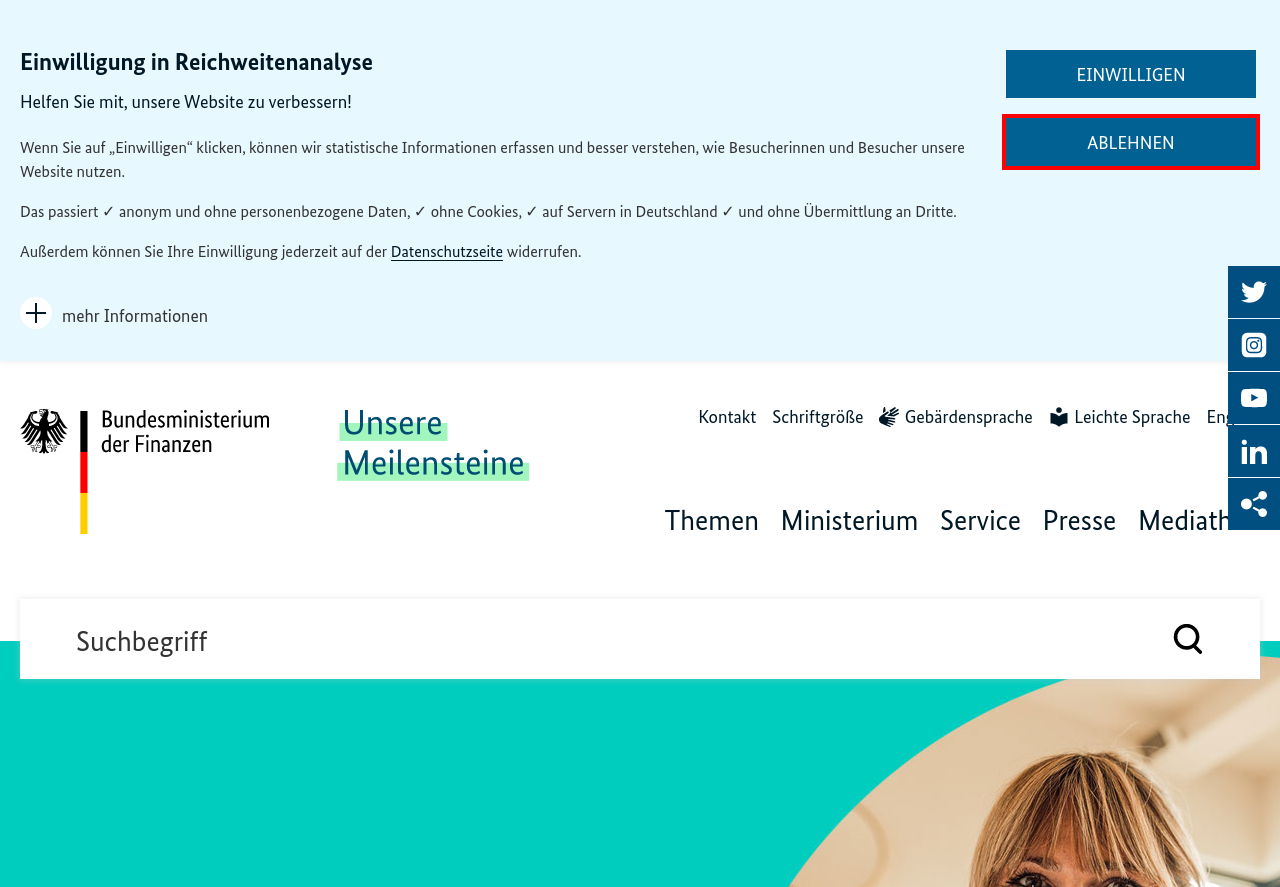 Einwilligung in Reichweitenanalyse
Helfen Sie mit, unsere Website zu verbessern!
Wenn Sie auf „Einwilligen“ klicken, können wir statistische Informationen erfassen und besser verstehen, wie Besucherinnen und Besucher unsere
Website nutzen.
Das passiert ✓ anonym und ohne personenbezogene Daten, ✓ ohne Cookies, ✓ auf Servern in Deutschland ✓ und ohne Übermittlung an Dritte.
Außerdem können Sie Ihre Einwilligung jederzeit auf der Datenschutzseite widerrufen.
mehr Informationen
EINWILLIGEN
ABLEHNEN
Bundesministerium
der Finanzen
Unsere
Meilensteine
Kontakt Schriftgröße Gebärdensprache Leichte Sprache
Themen Ministerium Service Presse
Suchbegriff